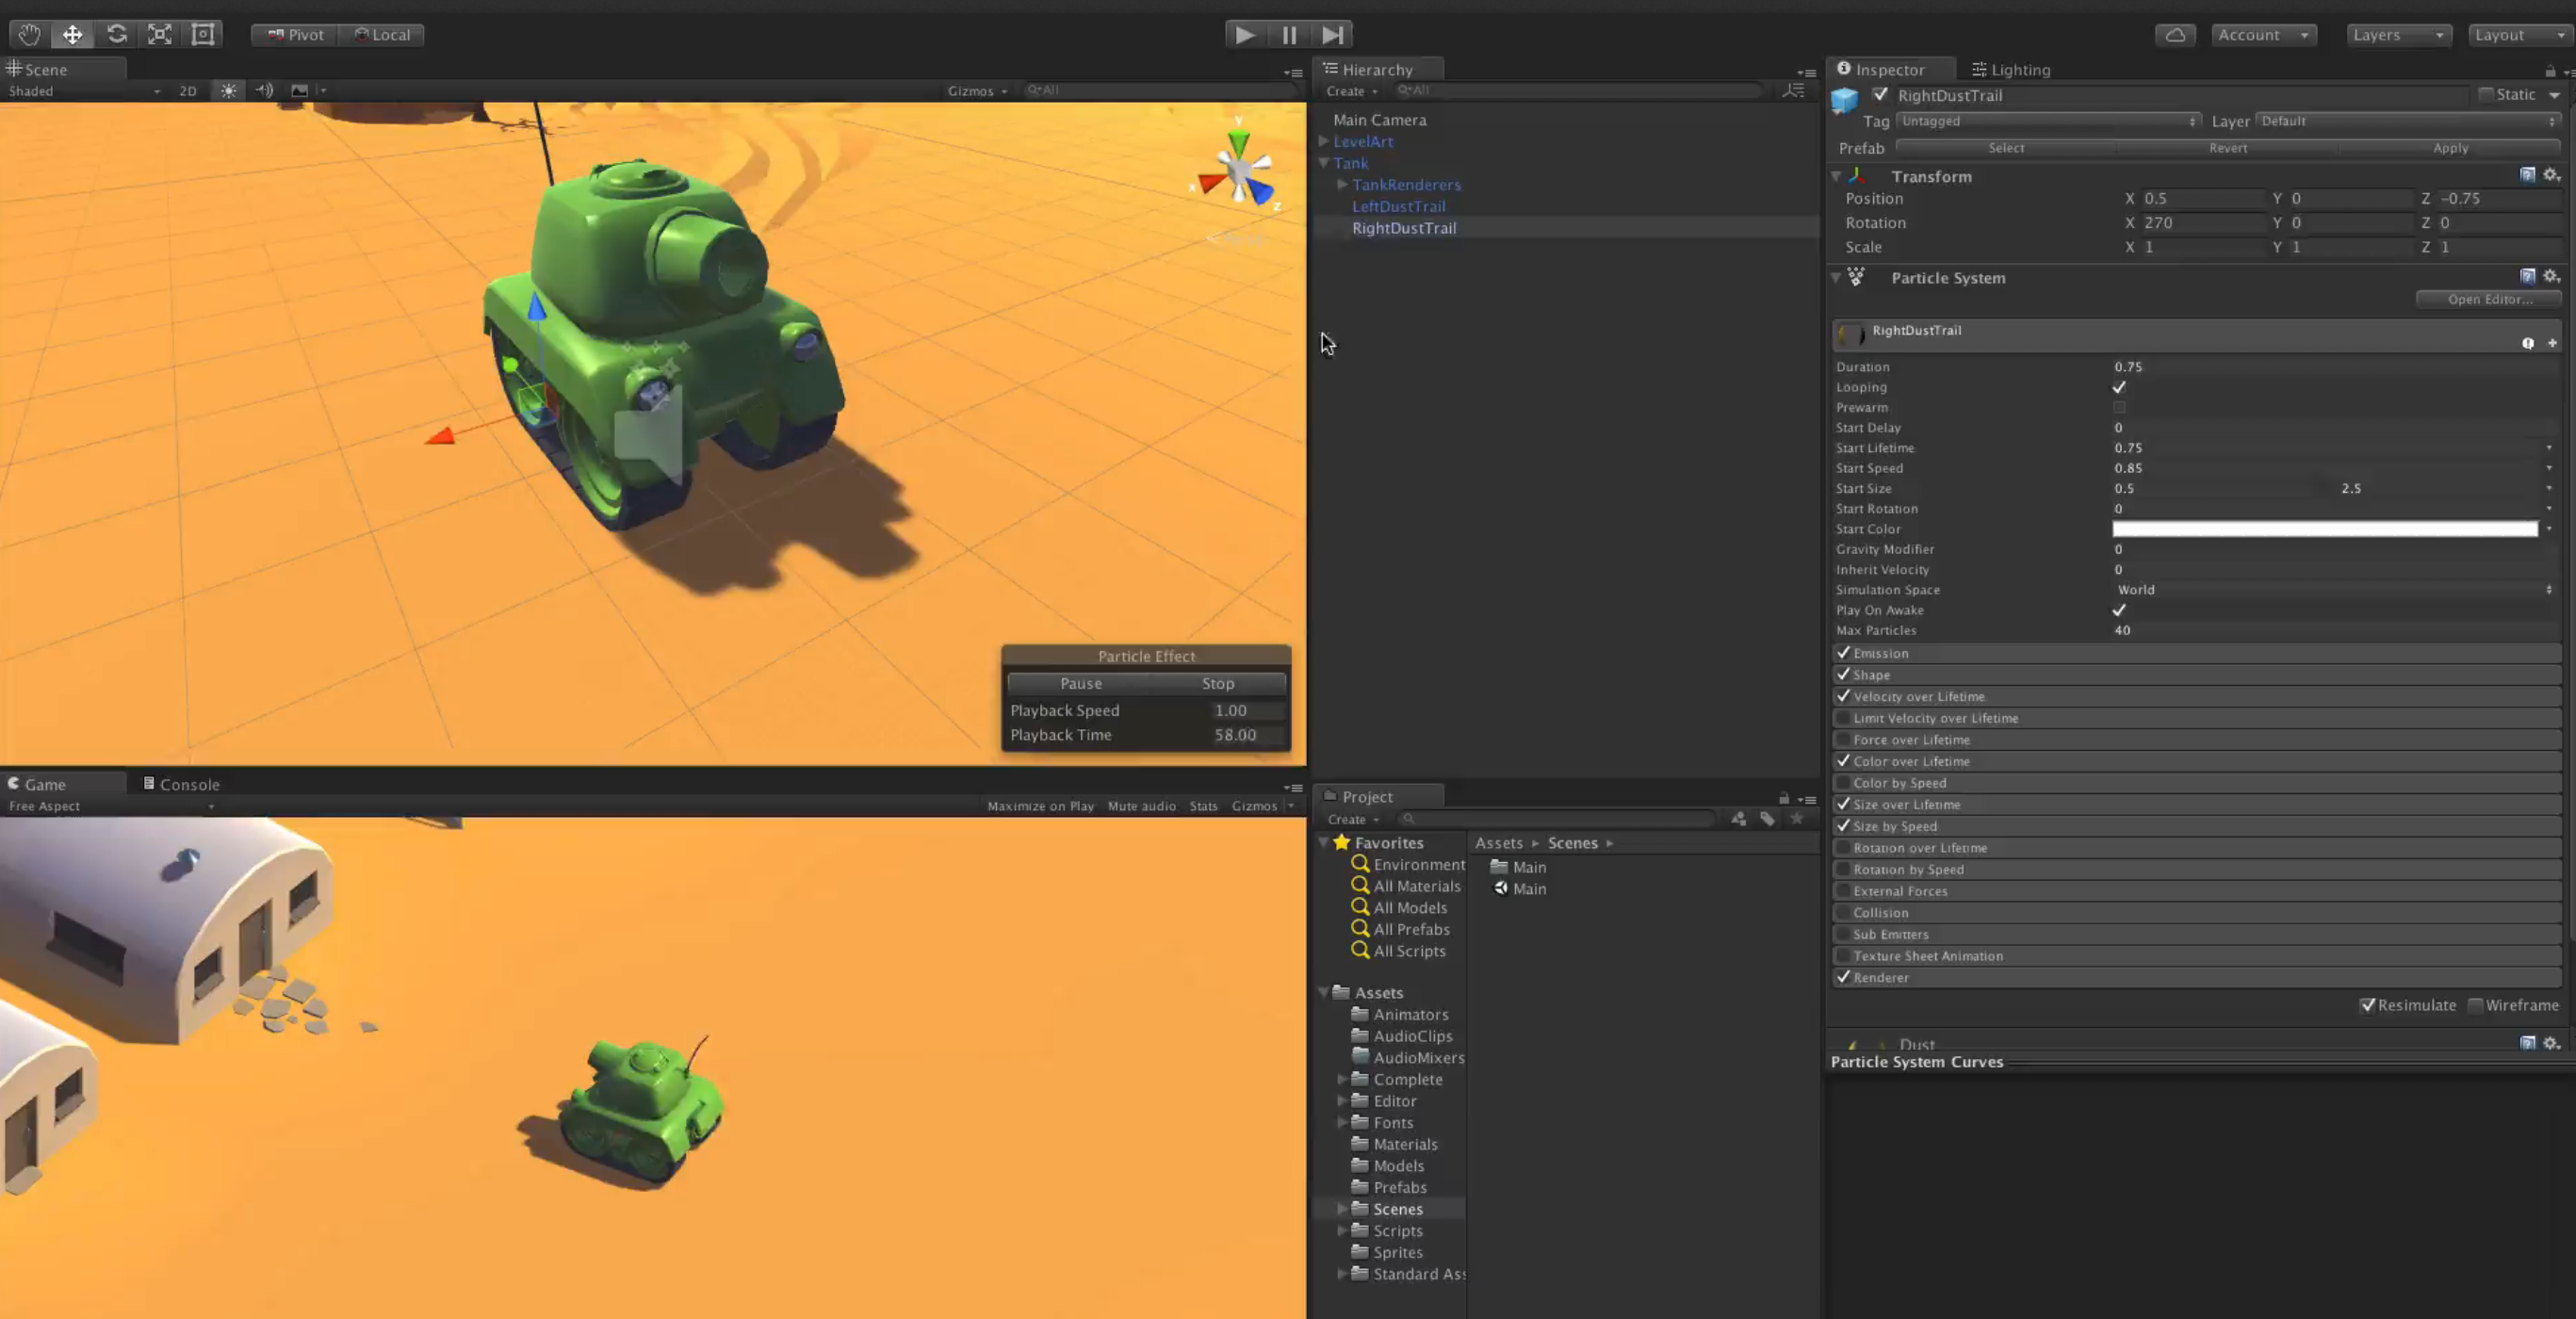 Pivot Local
Account Layers Layout
Scene
Shaded 2D Gizmos All
x y z
Particle Effect
Pause Stop
Playback Speed 1.00
Playback Time 58.00
Game Console
Free Aspect Maximize on Play Mute audio Stats Gizmos
Hierarchy
Create All
Main Camera
LevelArt
Tank
TankRenderers
LeftDustTrail
RightDustTrail
Project
Create
Favorites
Environment
All Materials
All Models
All Prefabs
All Scripts
Assets
Animators
AudioClips
AudioMixers
Complete
Editor
Fonts
Materials
Models
Prefabs
Scenes
Scripts
Sprites
Standard Ass
Assets Scenes
Main
Main
Inspector Lighting
RightDustTrail Static
Tag Untagged Layer Default
Prefab Select Revert Apply
Transform
Position X 0.5 Y 0 Z -0.75
Rotation X 270 Y 0 Z 0
Scale X 1 Y 1 Z 1
Particle System
Open Editor...
RightDustTrail
Duration 0.75
Looping
Prewarm
Start Delay 0
Start Lifetime 0.75
Start Speed 0.85
Start Size 0.5 2.5
Start Rotation 0
Start Color
Gravity Modifier 0
Inherit Velocity 0
Simulation Space World
Play On Awake
Max Particles 40
Emission
Shape
Velocity over Lifetime
Limit Velocity over Lifetime
Force over Lifetime
Color over Lifetime
Color by Speed
Size over Lifetime
Size by Speed
Rotation over Lifetime
Rotation by Speed
External Forces
Collision
Sub Emitters
Texture Sheet Animation
Renderer
Resimulate Wireframe
Dust
Particle System Curves